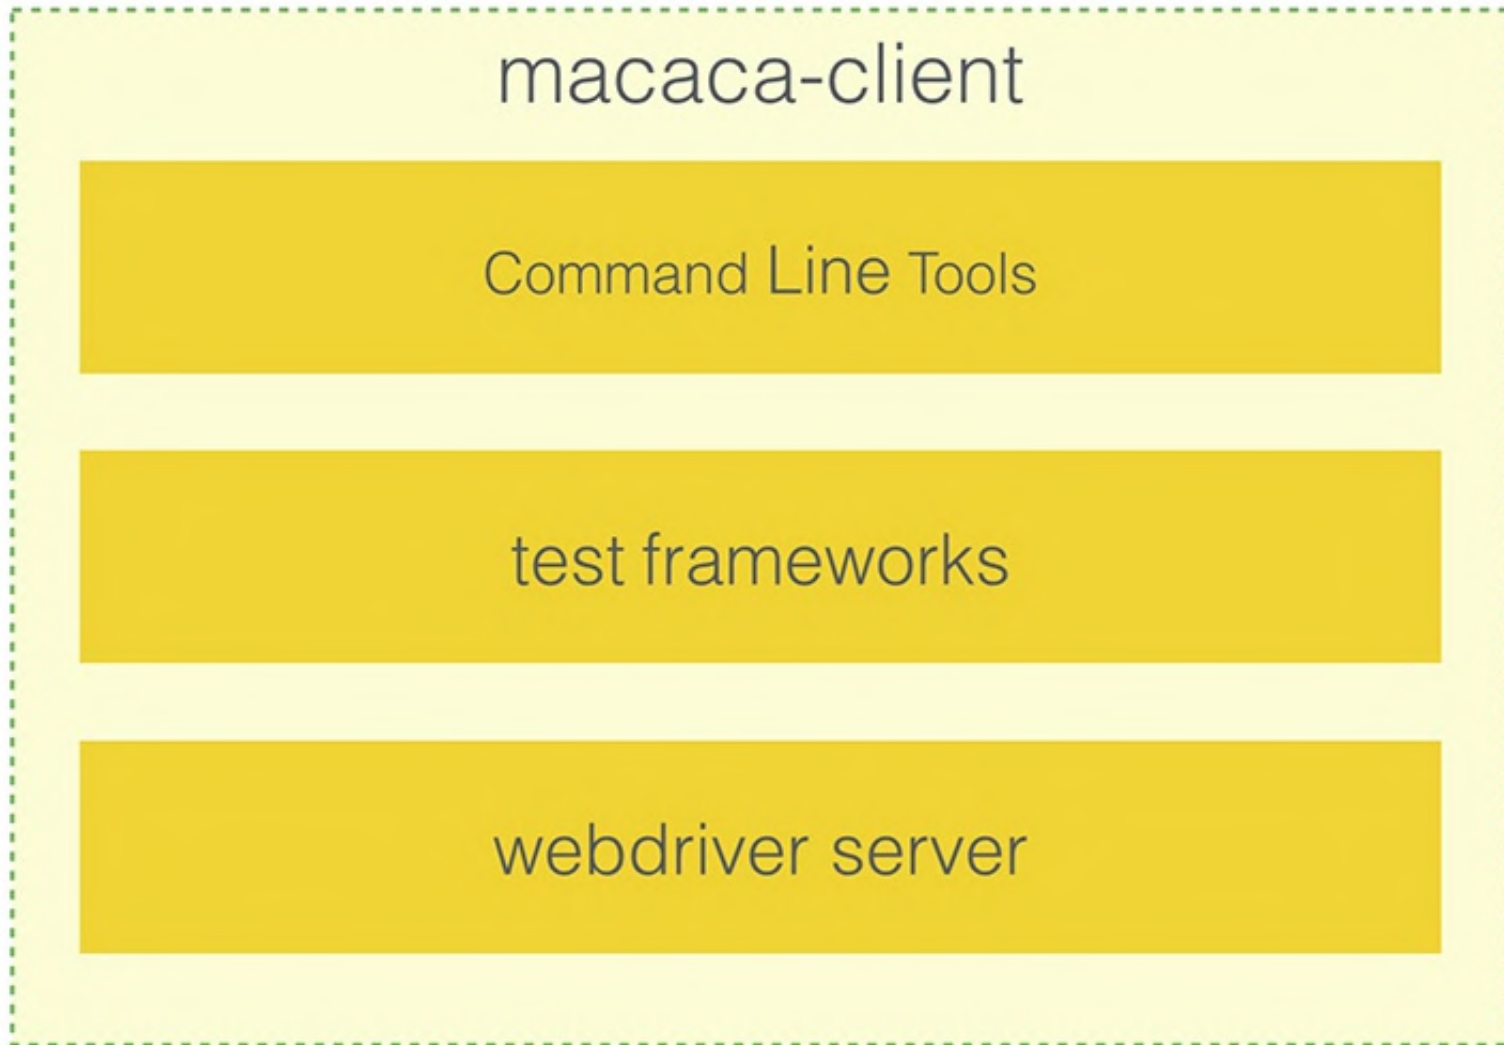 macaca-client
Command Line Tools
test frameworks
webdriver server